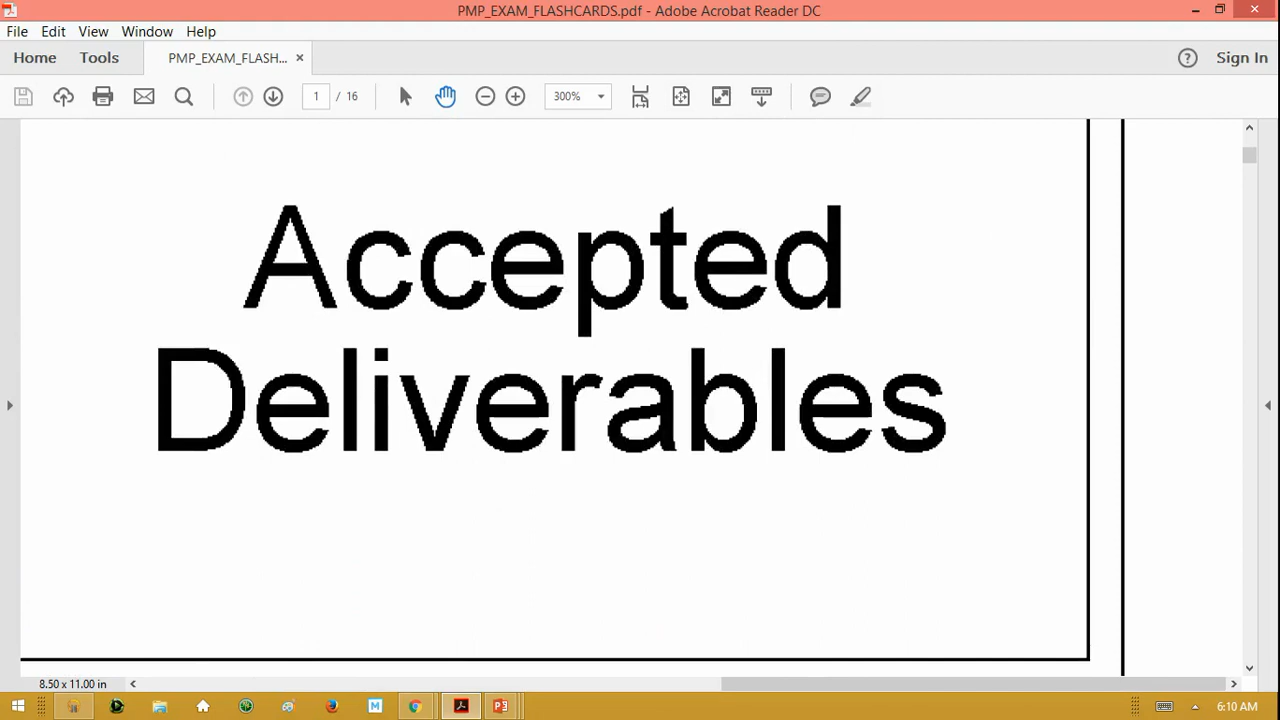 PMP_EXAM_FLASHCARDS.pdf - Adobe Acrobat Reader DC
File Edit View Window Help
Home Tools PMP_EXAM_FLASH... × Sign In
1 / 16 300%
Accepted
Deliverables
8.50 x 11.00 in
M 6:10 AM